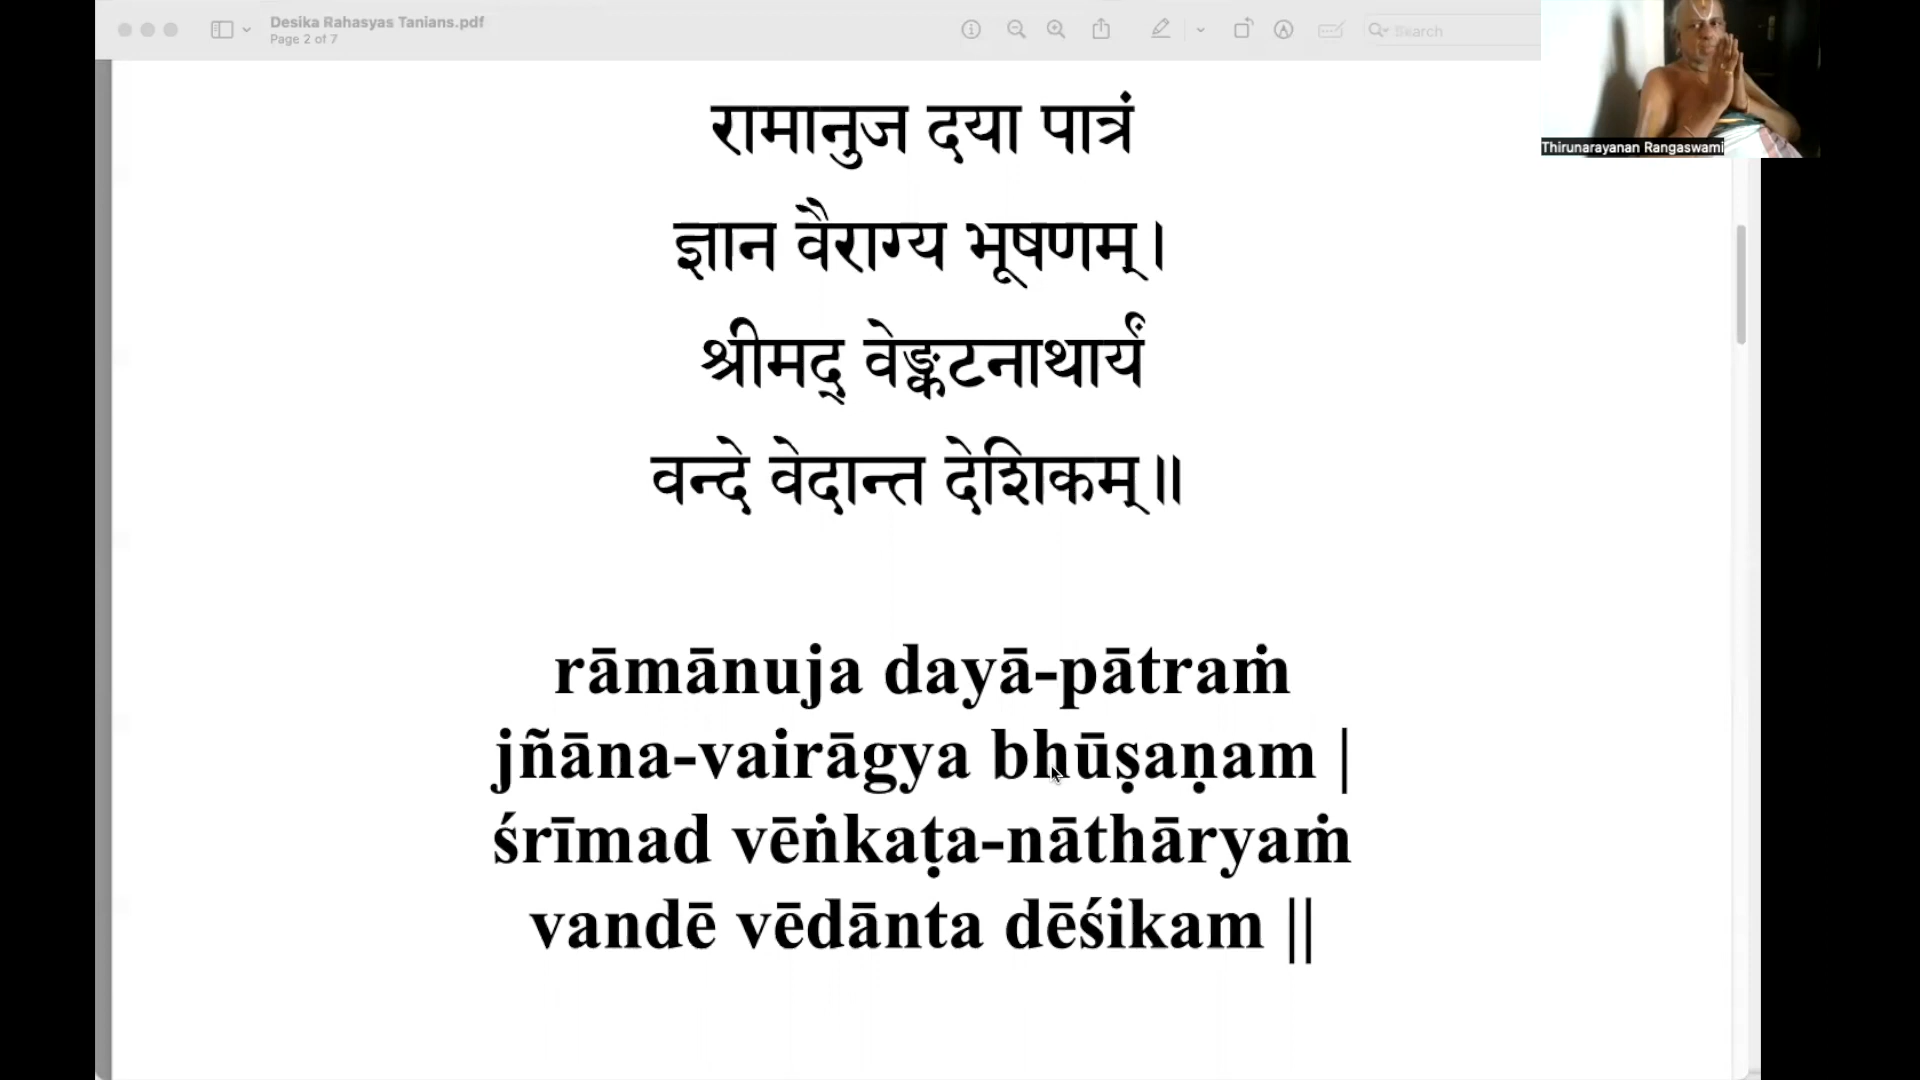 Desika Rahasyas Tanians.pdf
Page 2 of 7
Search
Thirunarayanan Rangaswami
रामानुज दया पात्रं
ज्ञान वैराग्य भूषणम्।
श्रीमद् वेङ्कटनाथार्यं
वन्दे वेदान्त देशिकम्॥
rāmānuja dayā-pātraṁ
jñāna-vairāgya bhūṣaṇam |
śrīmad vēṅkaṭa-nāthāryaṁ
vandē vēdānta dēśikam ||